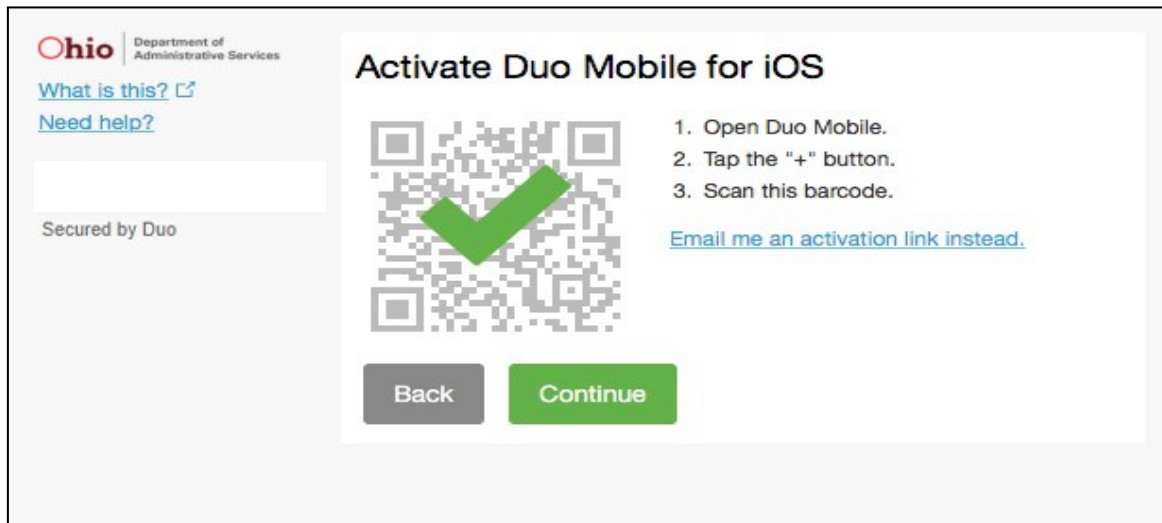 Ohio Department of
Administrative Services
What is this?
Need help?
Secured by Duo
Activate Duo Mobile for iOS
1. Open Duo Mobile.
2. Tap the "+" button.
3. Scan this barcode.
Email me an activation link instead.
Back
Continue